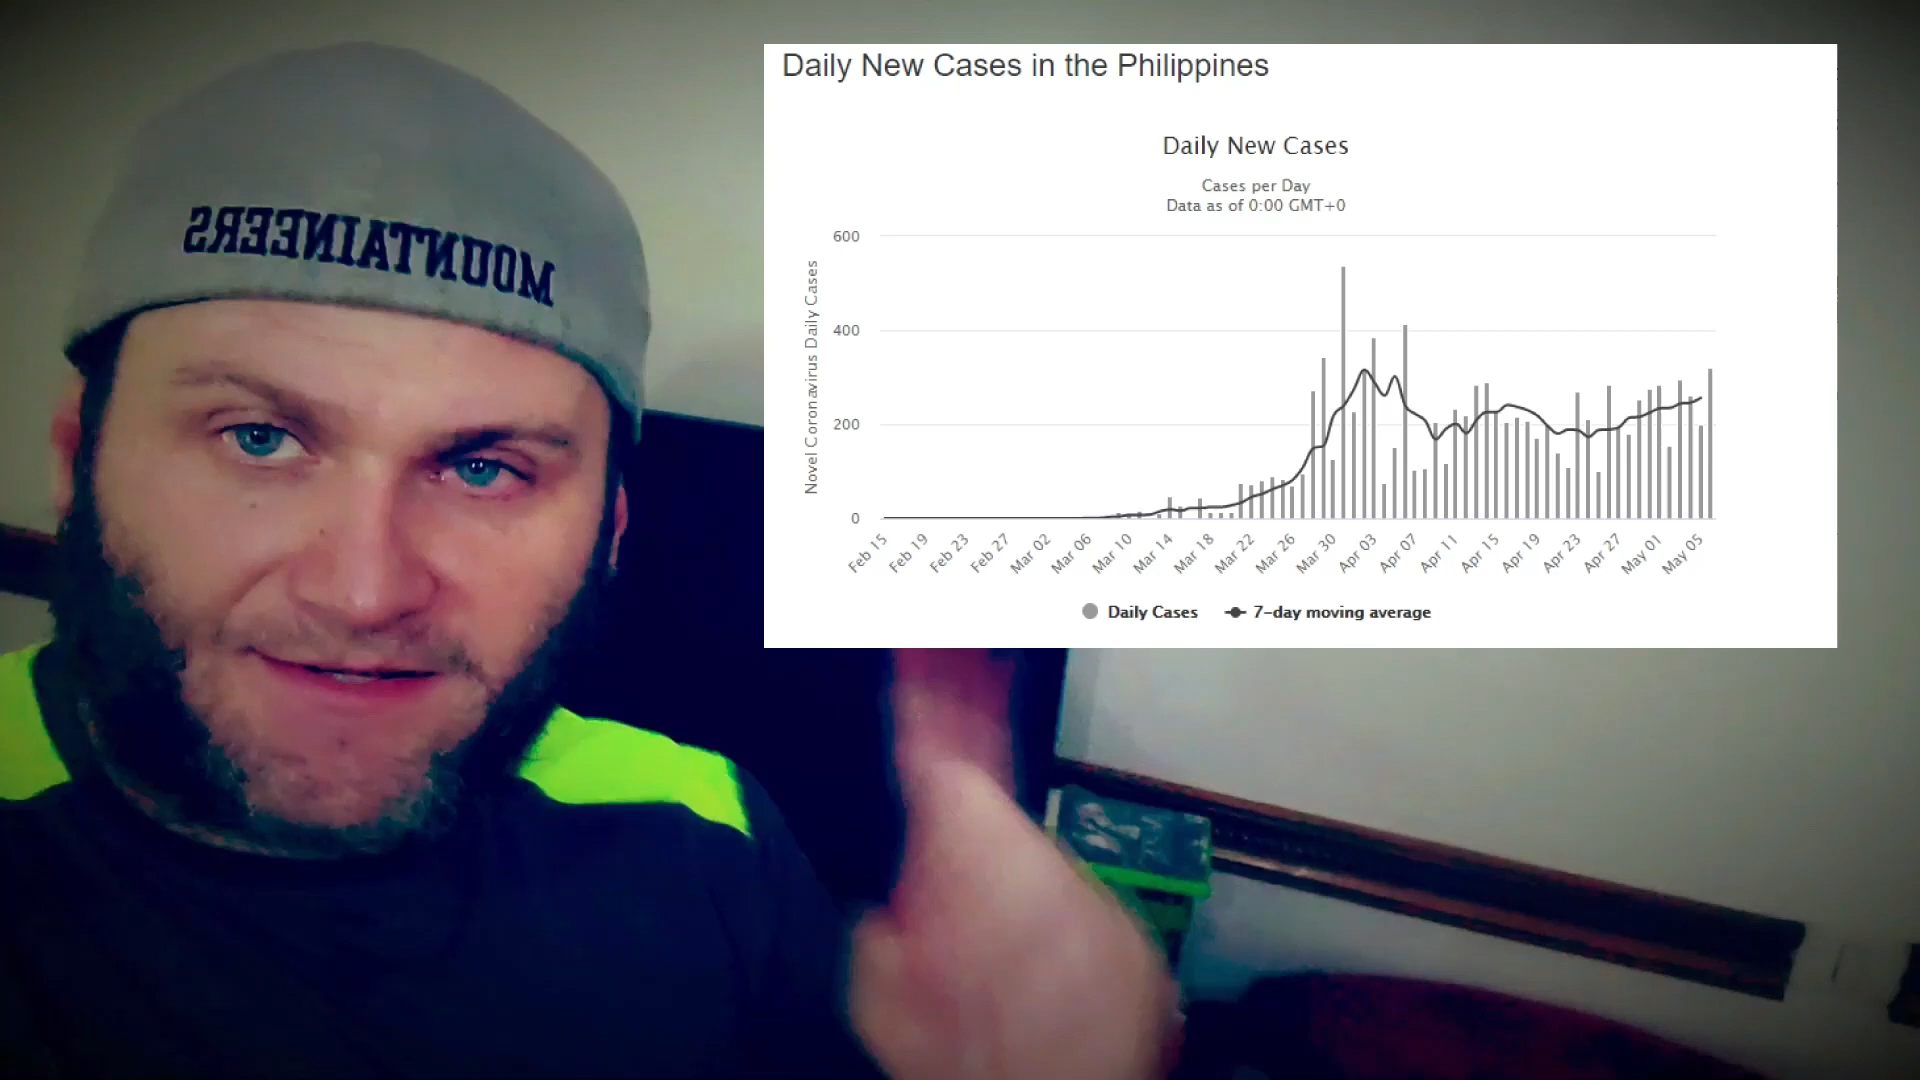 MOUNTAINEERS
Daily New Cases in the Philippines
Daily New Cases
Cases per Day
Data as of 0:00 GMT+0
Novel Coronavirus Daily Cases
600
400
200
0
Feb 15
Feb 19
Feb 23
Feb 27
Mar 02
Mar 06
Mar 10
Mar 14
Mar 18
Mar 22
Mar 26
Mar 30
Apr 03
Apr 07
Apr 11
Apr 15
Apr 19
Apr 23
Apr 27
May 01
May 05
Daily Cases 7-day moving average